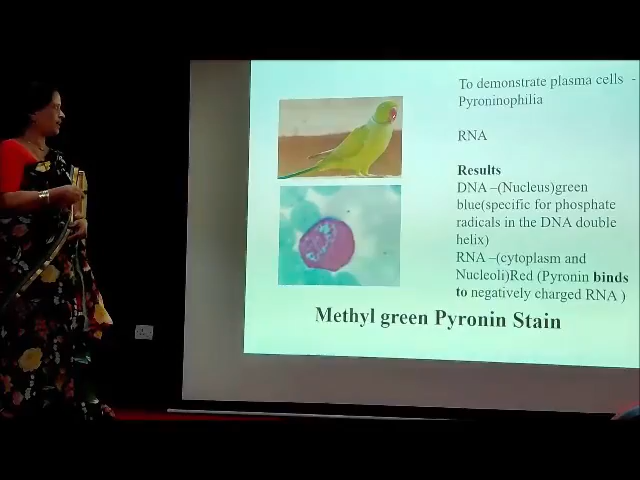 To demonstrate plasma cells -
Pyroninophilia
RNA
Results
DNA –(Nucleus)green
blue(specific for phosphate
radicals in the DNA double
helix)
RNA –(cytoplasm and
Nucleoli)Red (Pyronin binds
to negatively charged RNA )
Methyl green Pyronin Stain